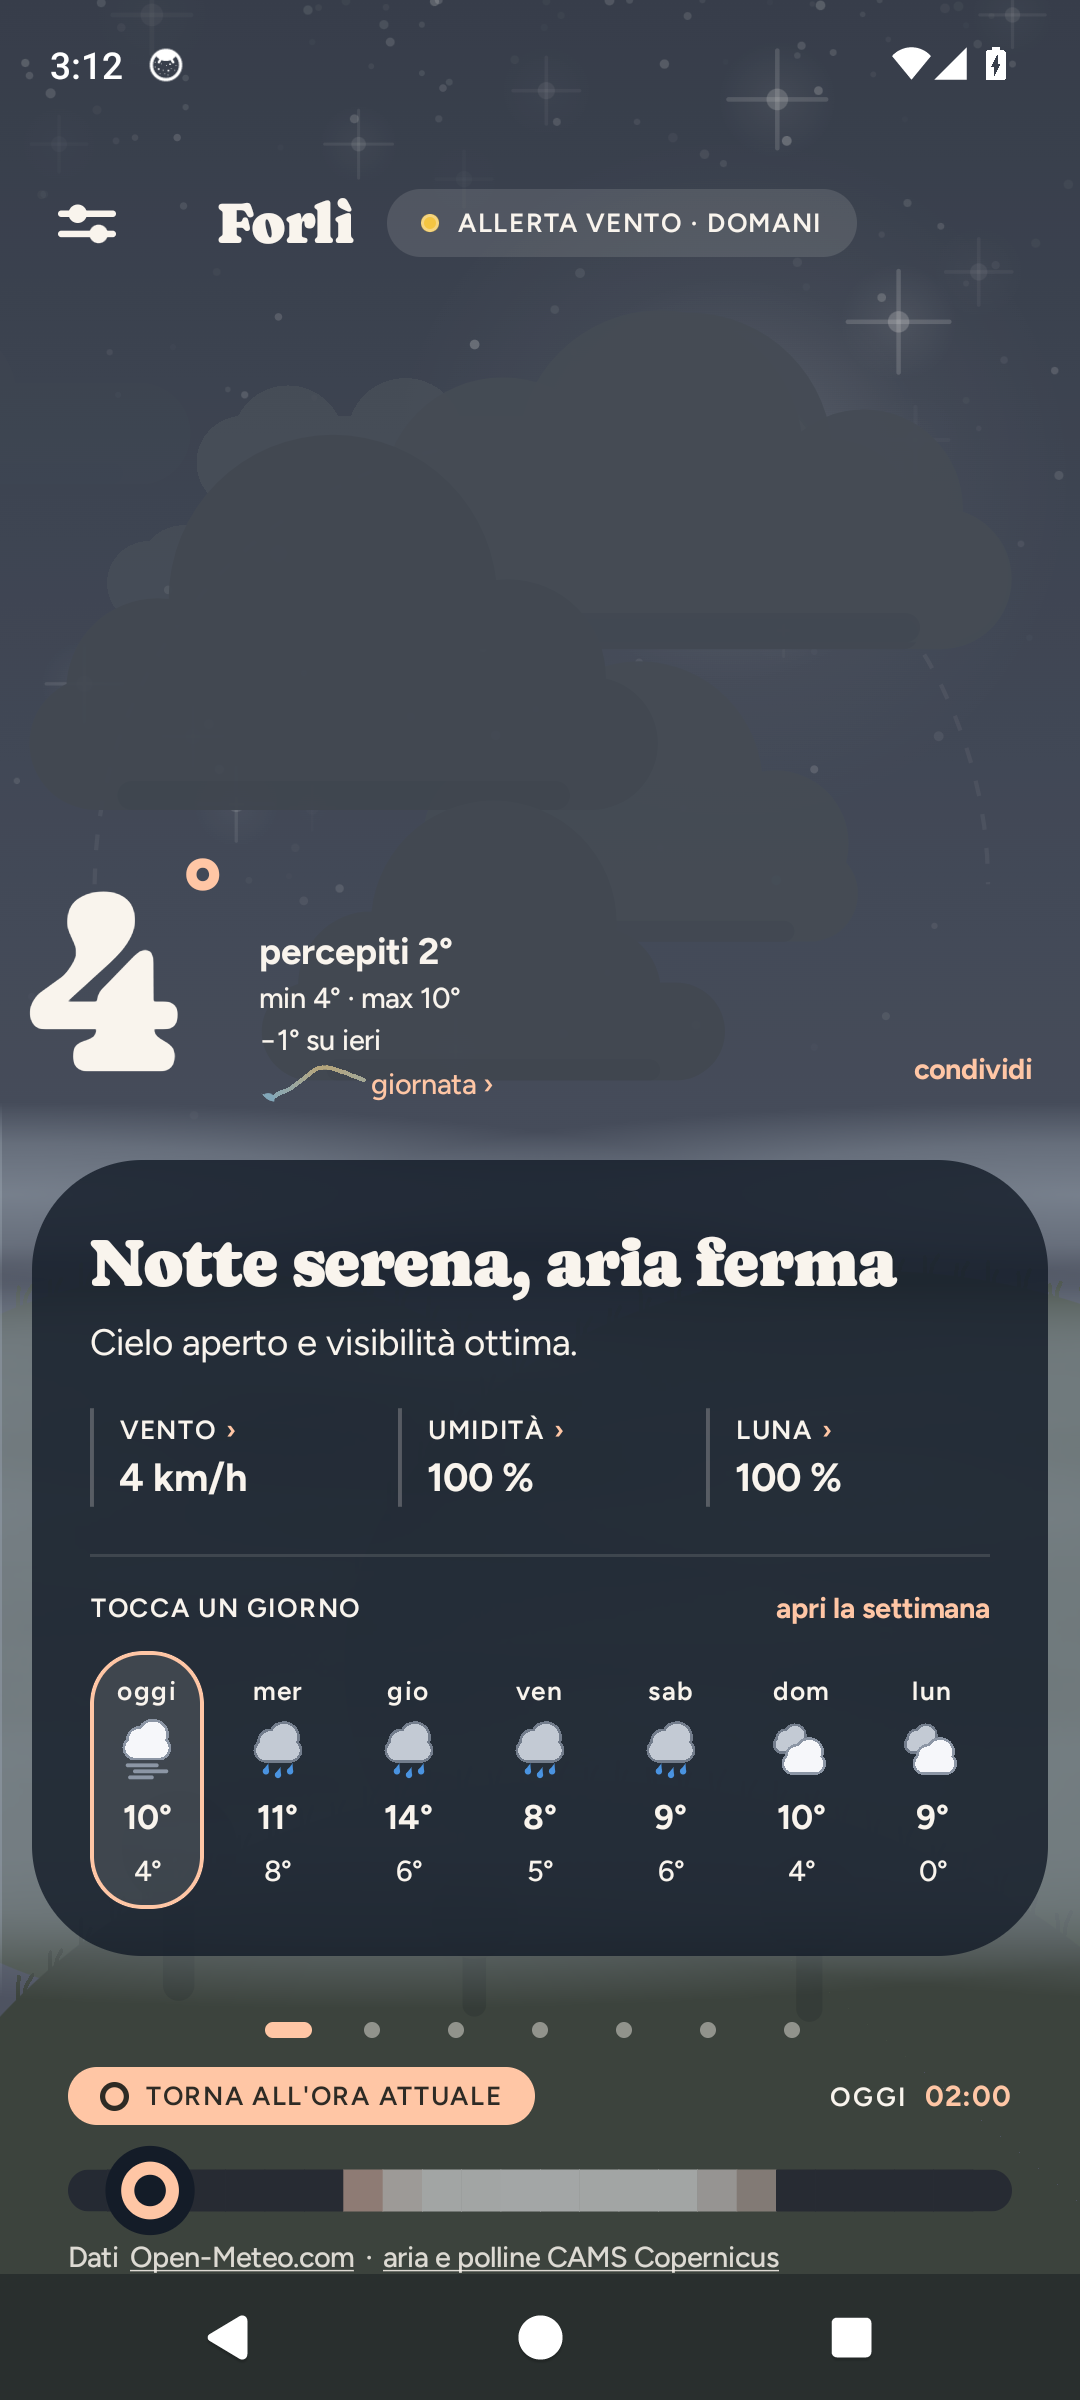 3:12
Forlì
ALLERTA VENTO · DOMANI
4°
percepiti 2°
min 4° · max 10°
−1° su ieri
giornata ›
condividi
Notte serena, aria ferma
Cielo aperto e visibilità ottima.
VENTO › UMIDITÀ › LUNA ›
4 km/h 100 % 100 %
TOCCA UN GIORNO apri la settimana
oggi mer gio ven sab dom lun
10° 11° 14° 8° 9° 10° 9°
4° 8° 6° 5° 6° 4° 0°
TORNA ALL'ORA ATTUALE OGGI 02:00
Dati Open-Meteo.com · aria e polline CAMS Copernicus